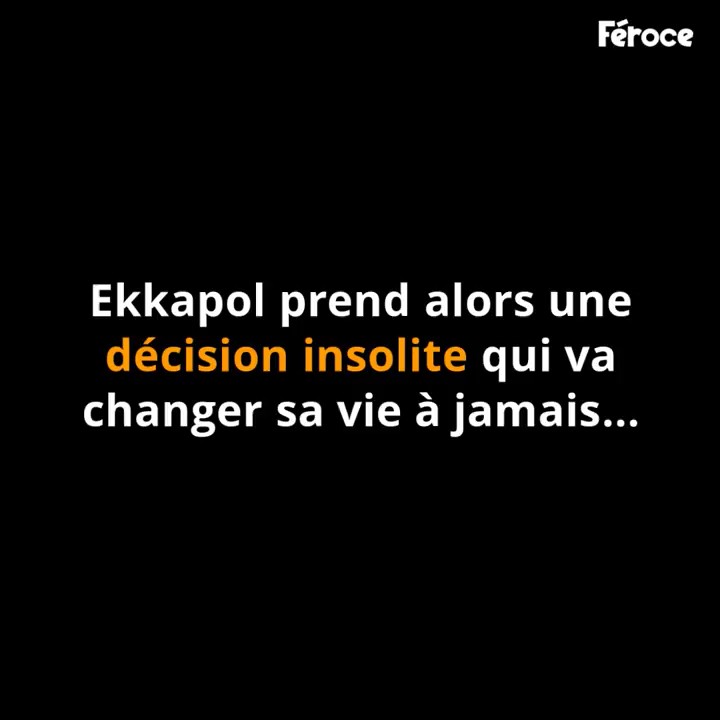 Féroce
Ekkapol prend alors une
décision insolite qui va
changer sa vie à jamais...